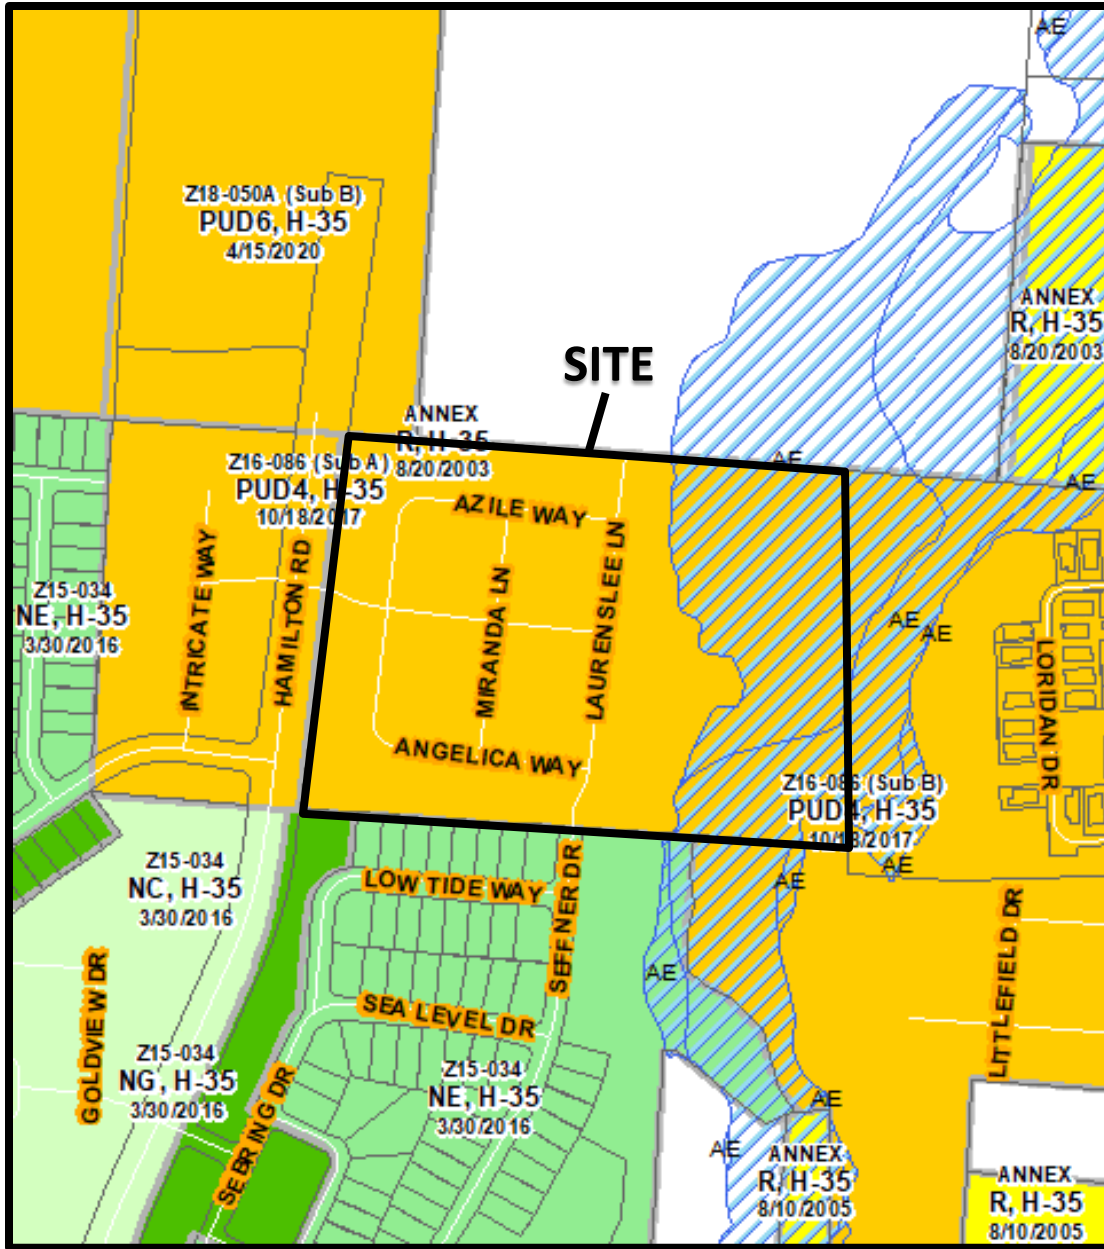 AE
Z18-050A (Sub B)
PUD6, H-35
4/15/2020
ANNEX
R, H-35
8/20/2003
SITE
ANNEX
R, H-35
8/20/2003
Z16-086 (Sub A)
PUD4, H-35
10/18/2017
AE
AE
AZILE WAY
LAURENSLEE LN
MIRANDA LN
INTRICATE WAY
HAMILTON RD
Z15-034
NE, H-35
3/30/2016
AE
AE
LORIDAN DR
ANGELICA WAY
Z16-086 (Sub B)
PUD4, H-35
10/18/2017
AE
AE
Z15-034
NC, H-35
3/30/2016
LOW TIDE WAY
SEFFNER DR
LITTLEFIELD DR
AE
GOLDVIEW DR
SEA LEVEL DR
Z15-034
NG, H-35
3/30/2016
SEBRING DR
Z15-034
NE, H-35
3/30/2016
AE
AE
ANNEX
R, H-35
8/10/2005
ANNEX
R, H-35
8/10/2005